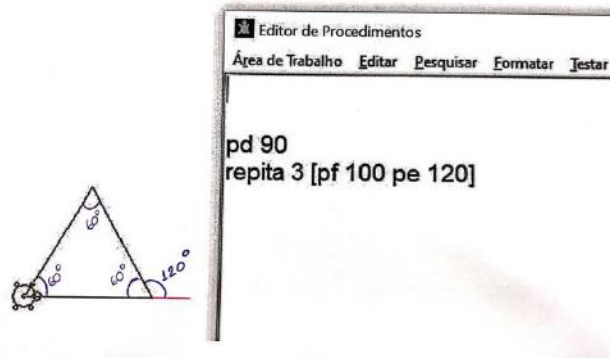 Editor de Procedimentos
Área de Trabalho Editar Pesquisar Formatar Testar
pd 90
repita 3 [pf 100 pe 120]
60°
60°
60°
120°